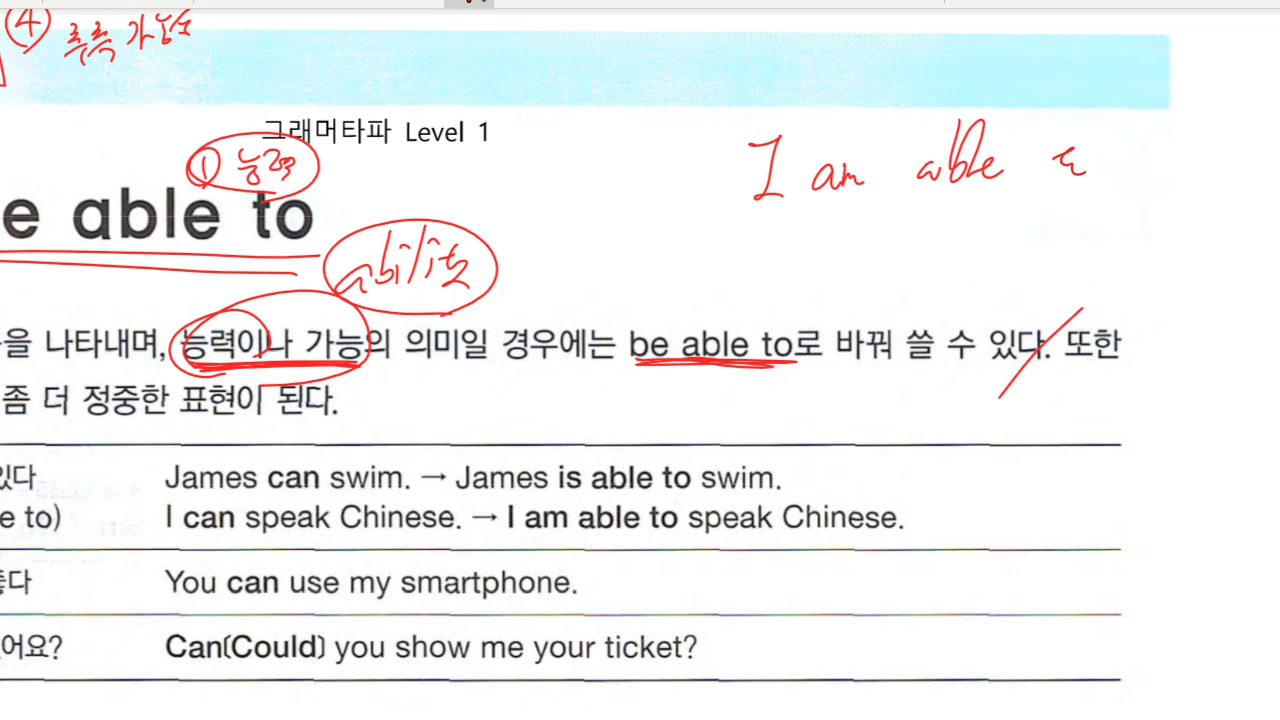 ④ 추측 가능성
그래머타파 Level 1
① 능력
I am able
e able to
ability
을 나타내며, 능력이나 가능의 의미일 경우에는 be able to로 바꿔 쓸 수 있다. 또한
좀 더 정중한 표현이 된다.
있다 James can swim. → James is able to swim.
e to) I can speak Chinese. → I am able to speak Chinese.
You can use my smartphone.
어요? Can(Could) you show me your ticket?